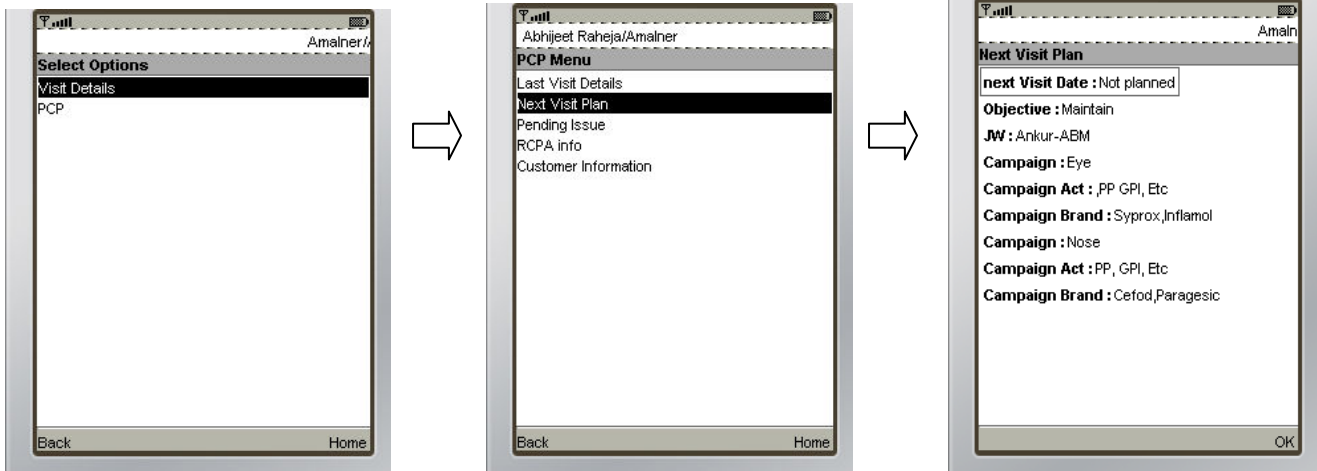 Amalner/
Select Options
Visit Details
PCP
Back Home
Abhijeet Raheja/Amalner
PCP Menu
Last Visit Details
Next Visit Plan
Pending Issue
RCPA info
Customer Information
Back Home
Amaln
Next Visit Plan
next Visit Date : Not planned
Objective : Maintain
JW : Ankur-ABM
Campaign : Eye
Campaign Act : ,PP GPI, Etc
Campaign Brand : Syprox,Inflamol
Campaign : Nose
Campaign Act : PP, GPI, Etc
Campaign Brand : Cefod,Paragesic
OK